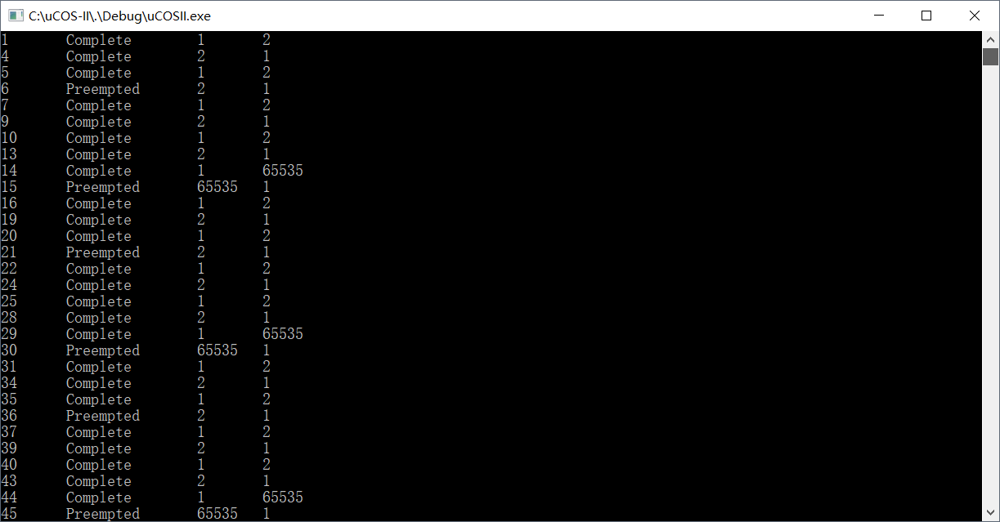 C:\uCOS-II\.\Debug\uCOSII.exe
1 Complete 1 2
4 Complete 2 1
5 Complete 1 2
6 Preempted 2 1
7 Complete 1 2
9 Complete 2 1
10 Complete 1 2
13 Complete 2 1
14 Complete 1 65535
15 Preempted 65535 1
16 Complete 1 2
19 Complete 2 1
20 Complete 1 2
21 Preempted 2 1
22 Complete 1 2
24 Complete 2 1
25 Complete 1 2
28 Complete 2 1
29 Complete 1 65535
30 Preempted 65535 1
31 Complete 1 2
34 Complete 2 1
35 Complete 1 2
36 Preempted 2 1
37 Complete 1 2
39 Complete 2 1
40 Complete 1 2
43 Complete 2 1
44 Complete 1 65535
45 Preempted 65535 1